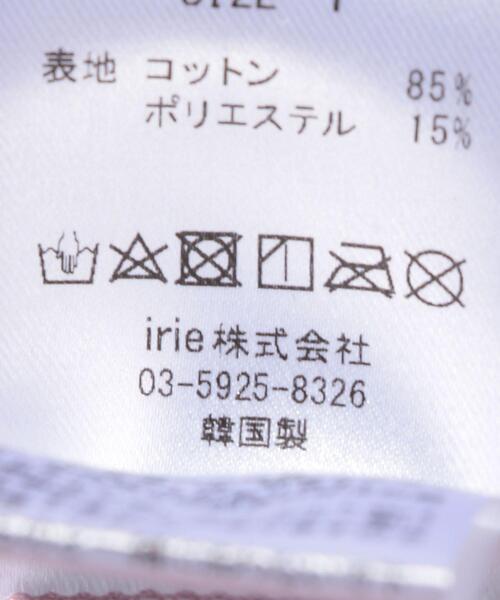 表地 コットン 85%
ポリエステル 15%
irie株式会社
03-5925-8326
韓国製